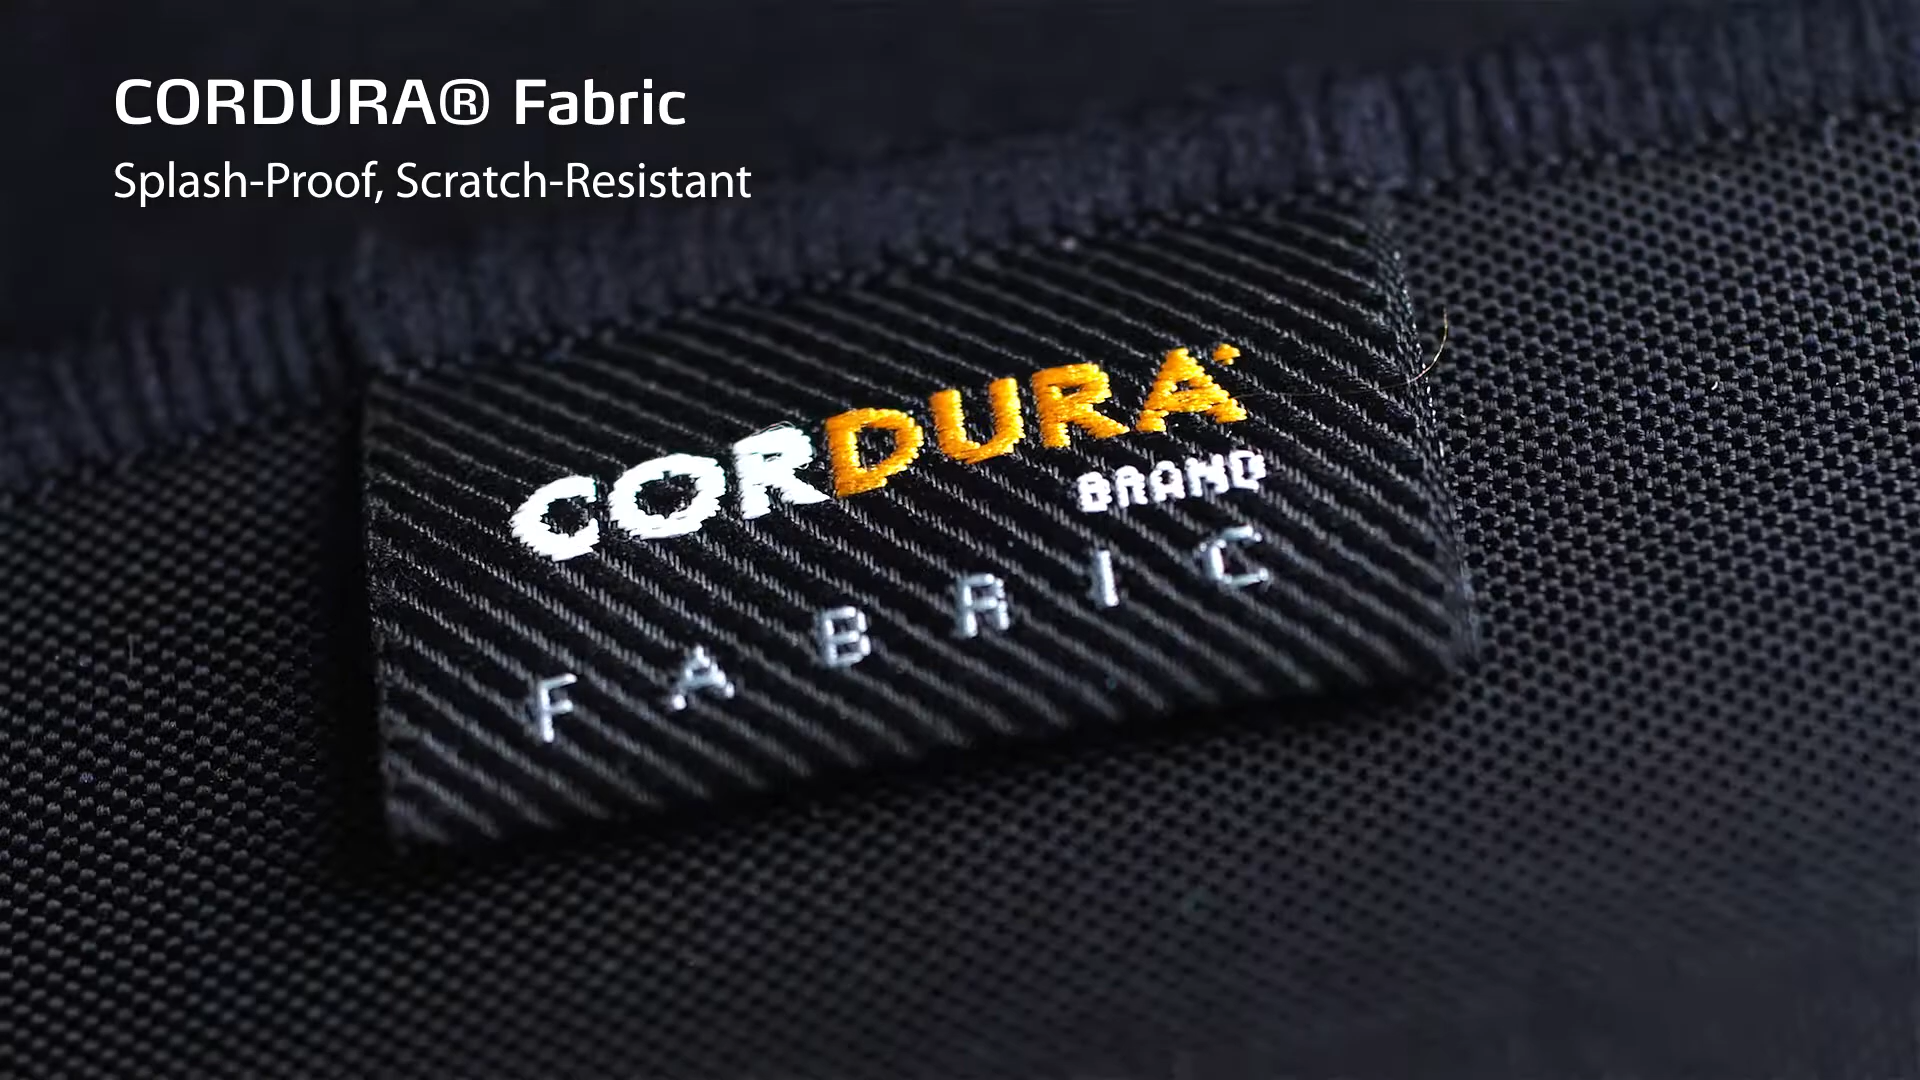 CORDURA® Fabric
Splash-Proof, Scratch-Resistant
CORDURA
BRAND
FABRIC